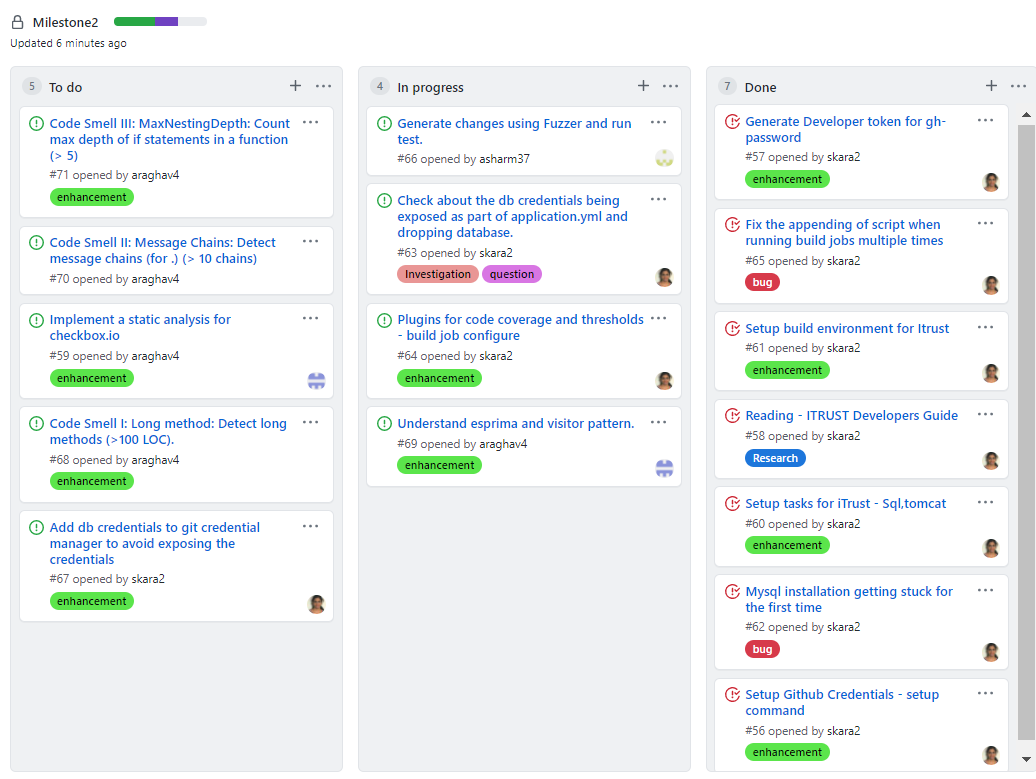 Milestone2
Updated 6 minutes ago
5 To do
Code Smell III: MaxNestingDepth: Count
max depth of if statements in a function
(> 5)
#71 opened by araghav4
enhancement
Code Smell II: Message Chains: Detect
message chains (for .) (> 10 chains)
#70 opened by araghav4
Implement a static analysis for
checkbox.io
#59 opened by araghav4
enhancement
Code Smell I: Long method: Detect long
methods (>100 LOC).
#68 opened by araghav4
enhancement
Add db credentials to git credential
manager to avoid exposing the
credentials
#67 opened by skara2
enhancement
4 In progress
Generate changes using Fuzzer and run
test.
#66 opened by asharm37
Check about the db credentials being
exposed as part of application.yml and
dropping database.
#63 opened by skara2
Investigation question
Plugins for code coverage and thresholds
- build job configure
#64 opened by skara2
enhancement
Understand esprima and visitor pattern.
#69 opened by araghav4
enhancement
7 Done
Generate Developer token for gh-
password
#57 opened by skara2
enhancement
Fix the appending of script when
running build jobs multiple times
#65 opened by skara2
bug
Setup build environment for Itrust
#61 opened by skara2
enhancement
Reading - ITRUST Developers Guide
#58 opened by skara2
Research
Setup tasks for iTrust - Sql,tomcat
#60 opened by skara2
enhancement
Mysql installation getting stuck for
the first time
#62 opened by skara2
bug
Setup Github Credentials - setup
command
#56 opened by skara2
enhancement